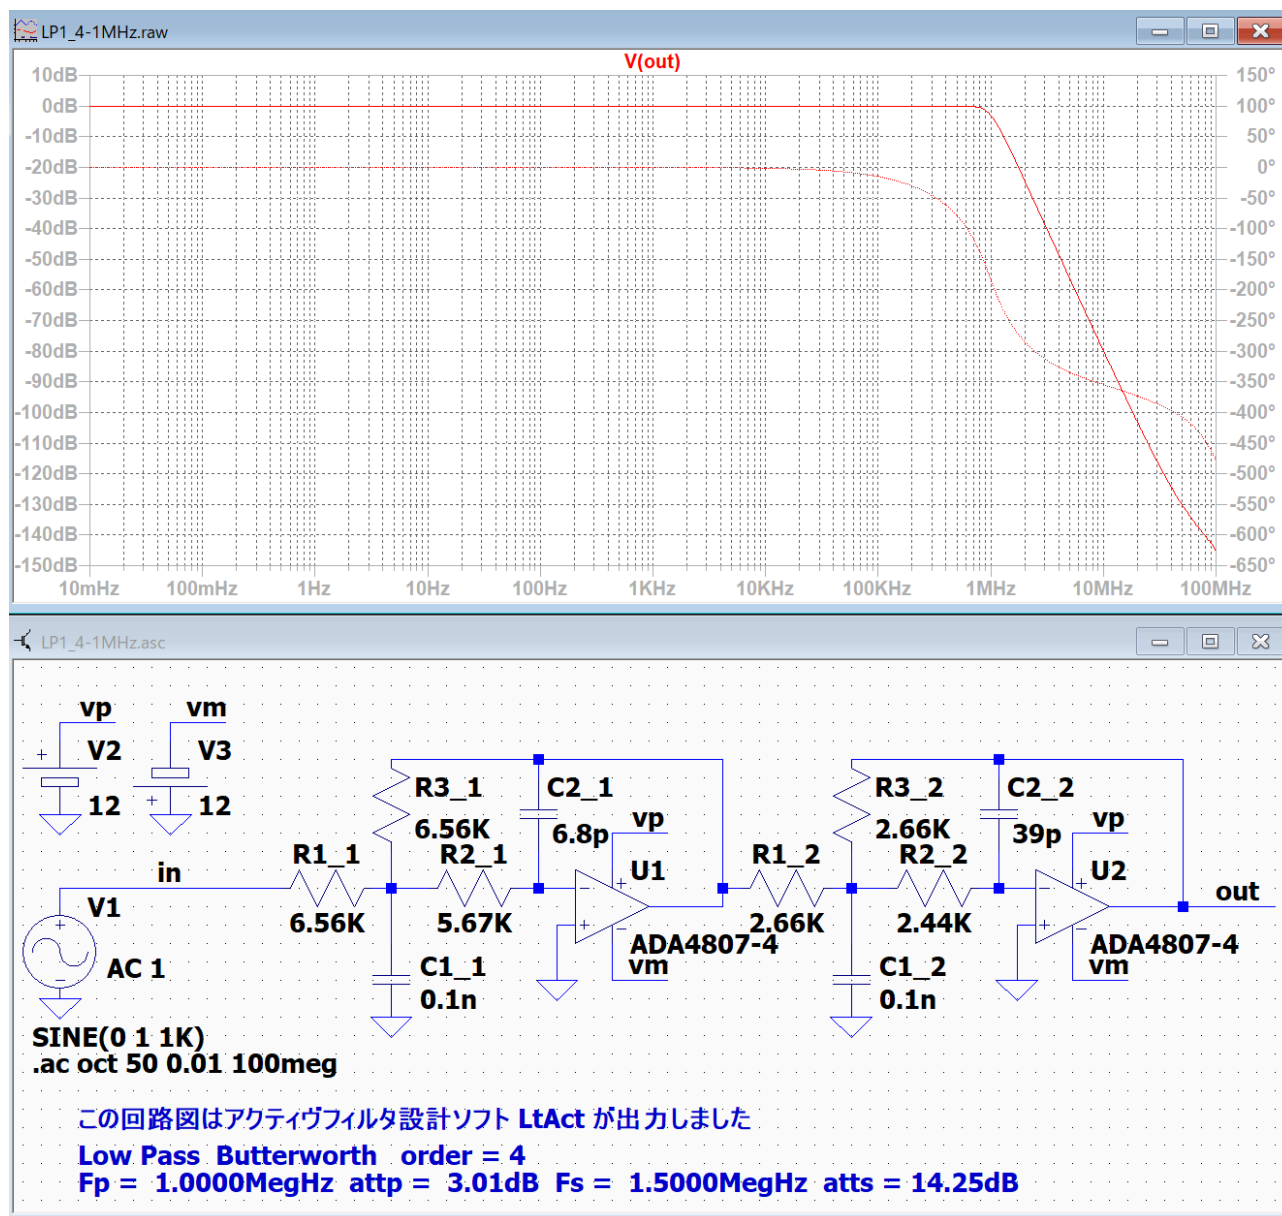 LP1_4-1MHz.raw
V(out)
10dB 150°
0dB 100°
-10dB 50°
-20dB 0°
-30dB -50°
-40dB -100°
-50dB -150°
-60dB -200°
-70dB -250°
-80dB -300°
-90dB -350°
-100dB -400°
-110dB -450°
-120dB -500°
-130dB -550°
-140dB -600°
-150dB -650°
10mHz 100mHz 1Hz 10Hz 100Hz 1KHz 10KHz 100KHz 1MHz 10MHz 100MHz
LP1_4-1MHz.asc
vp vm
V2 V3
12 12
R3_1 C2_1 R3_2 C2_2
6.56K 6.8p vp 2.66K 39p vp
in R1_1 R2_1 U1 R1_2 R2_2 U2 out
V1 6.56K 5.67K 2.66K 2.44K
ADA4807-4 ADA4807-4
AC 1 C1_1 vm C1_2 vm
0.1n 0.1n
SINE(0 1 1K)
.ac oct 50 0.01 100meg
この回路図はアクティヴフィルタ設計ソフト LtAct が出力しました
Low Pass Butterworth order = 4
Fp = 1.0000MegHz attp = 3.01dB Fs = 1.5000MegHz atts = 14.25dB